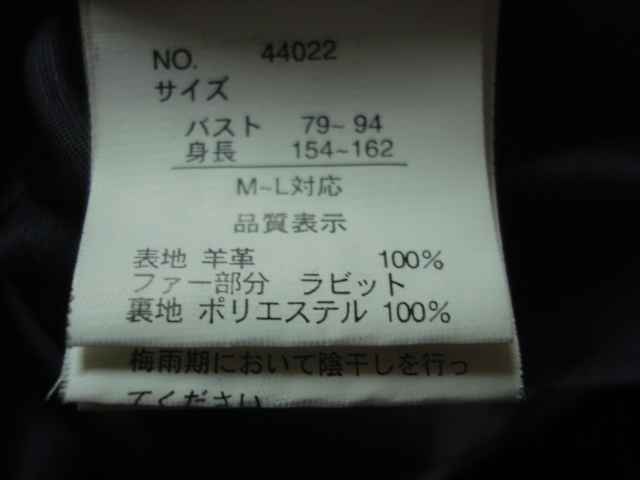 NO. 44022
サイズ
バスト 79~94
身長 154~162
M~L対応
品質表示
表地 羊革 100%
ファー部分 ラビット
裏地 ポリエステル 100%
梅雨期において陰干しを行っ
てください